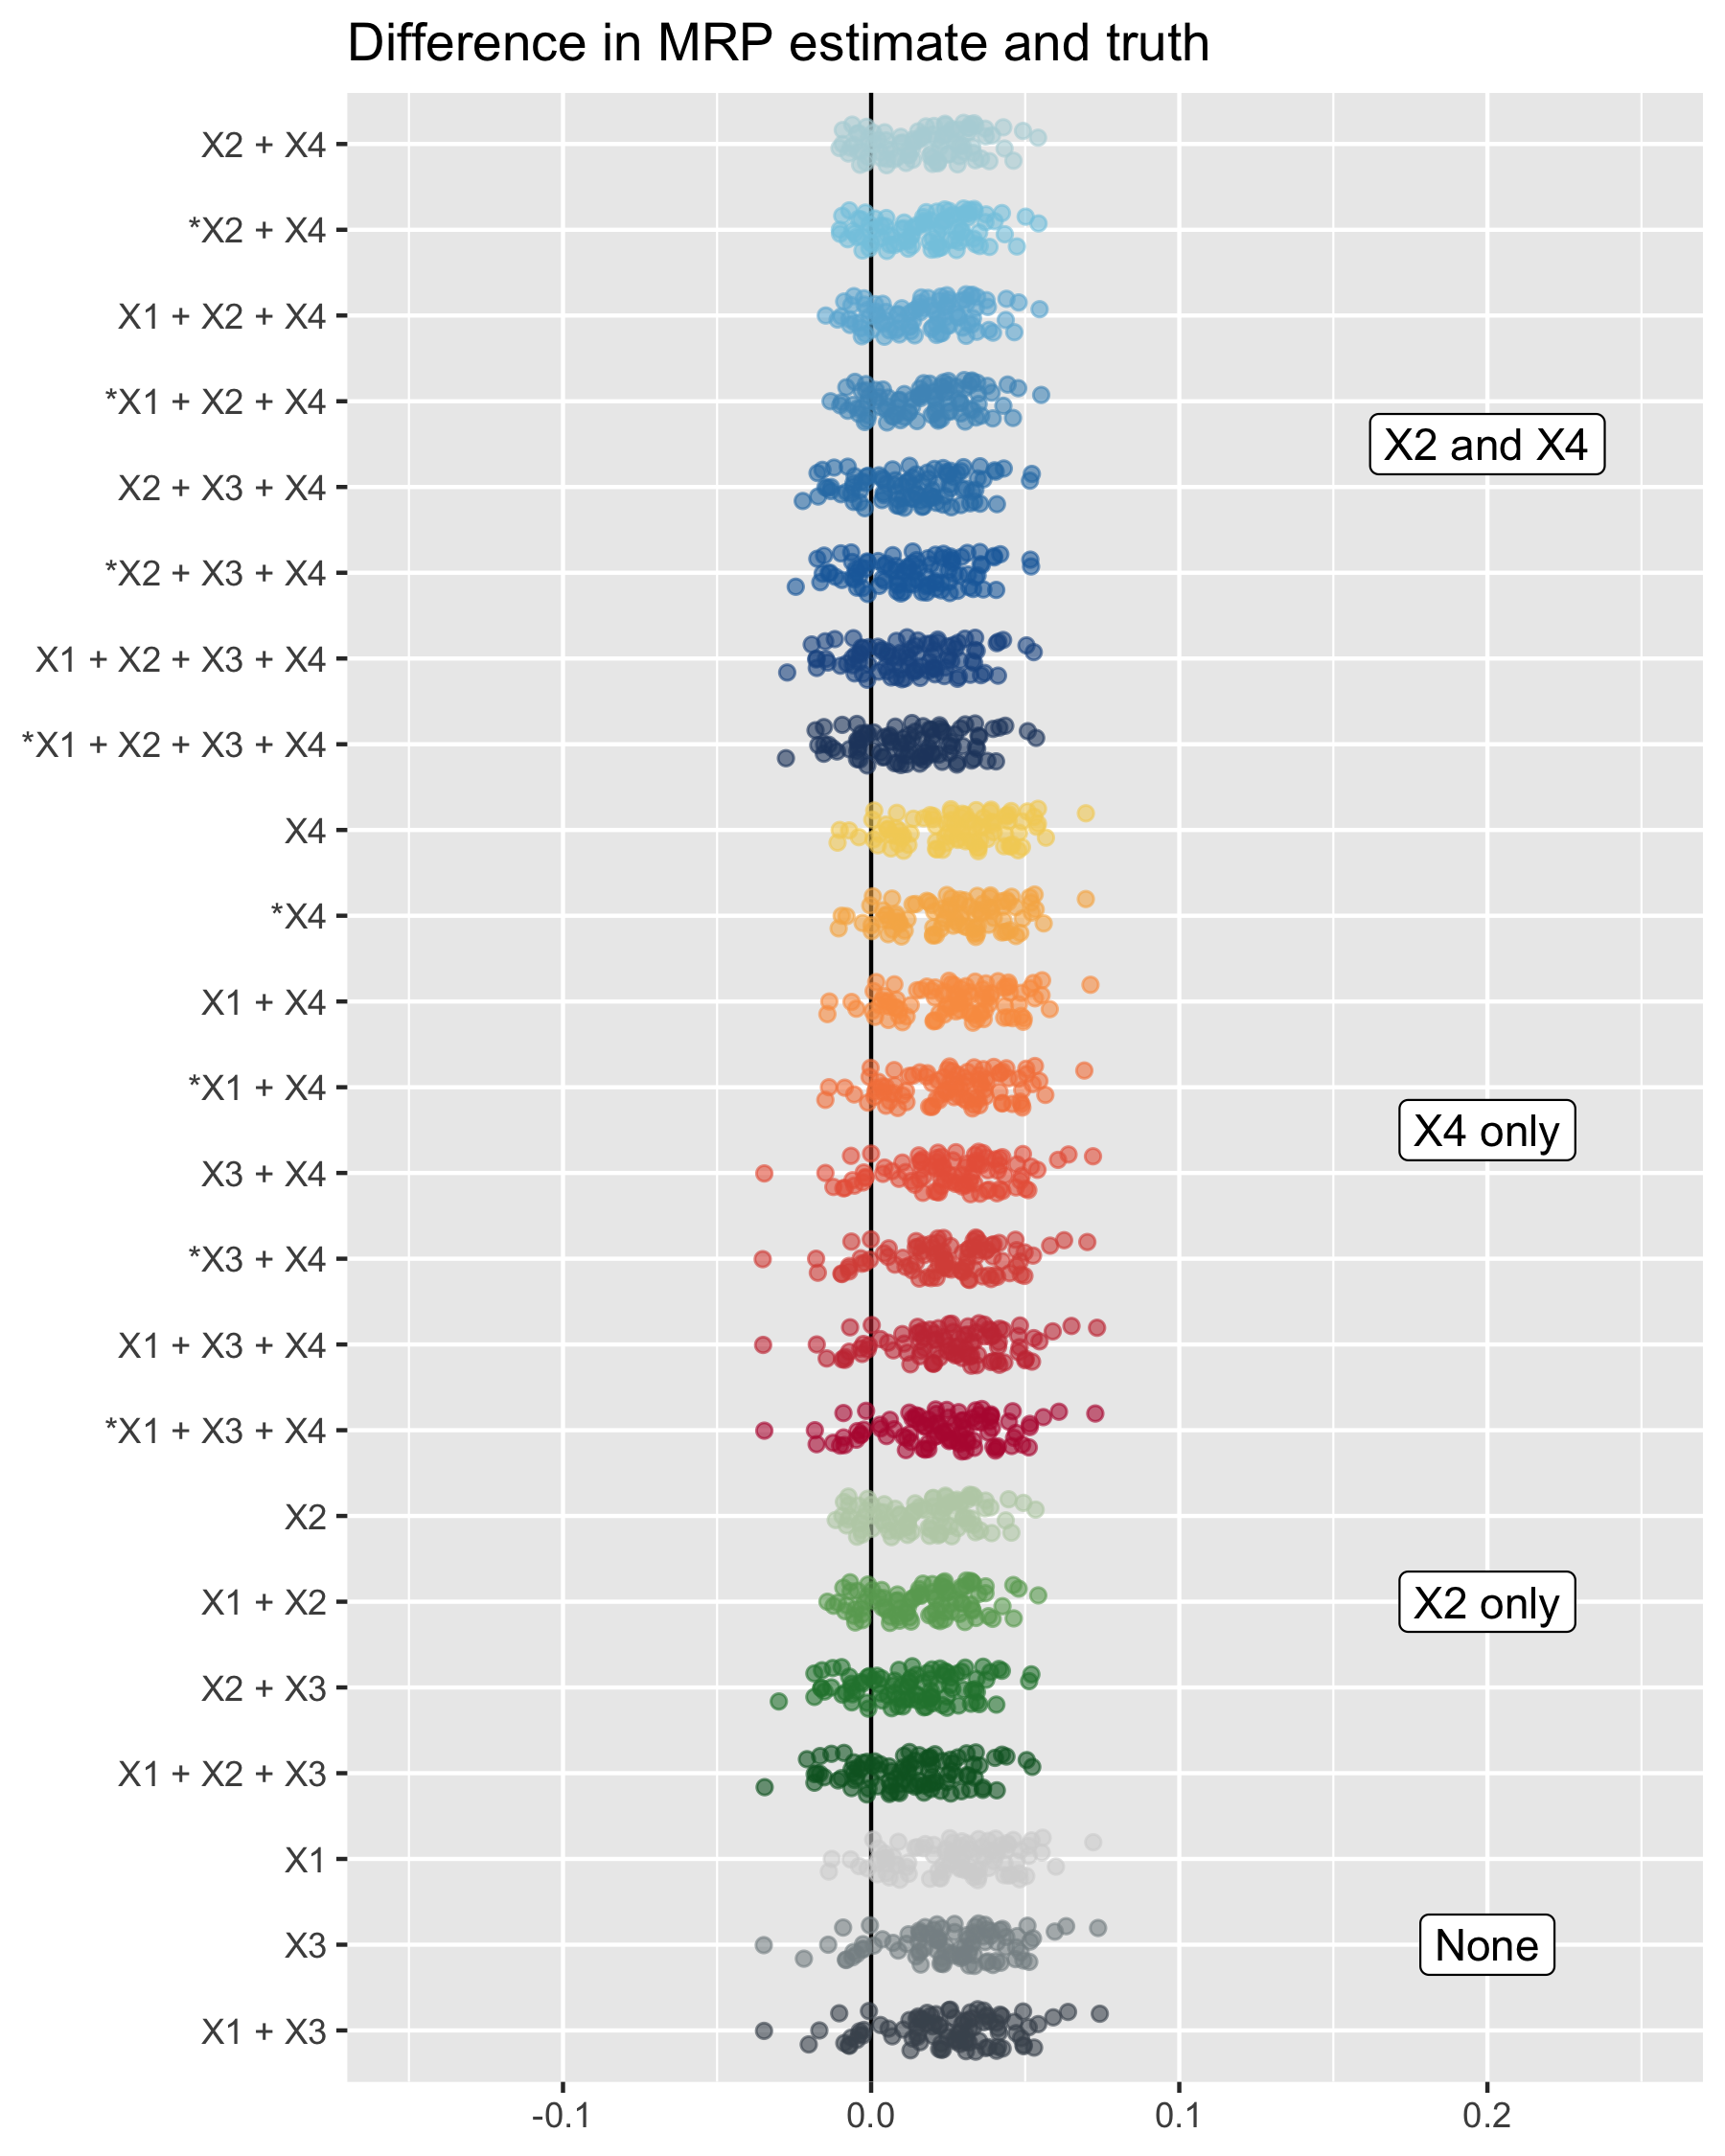 Difference in MRP estimate and truth
X2 + X4
*X2 + X4
X1 + X2 + X4
*X1 + X2 + X4
X2 and X4
X2 + X3 + X4
*X2 + X3 + X4
X1 + X2 + X3 + X4
*X1 + X2 + X3 + X4
X4
*X4
X1 + X4
*X1 + X4
X4 only
X3 + X4
*X3 + X4
X1 + X3 + X4
*X1 + X3 + X4
X2
X1 + X2
X2 only
X2 + X3
X1 + X2 + X3
X1
X3
None
X1 + X3
-0.1
0.0
0.1
0.2